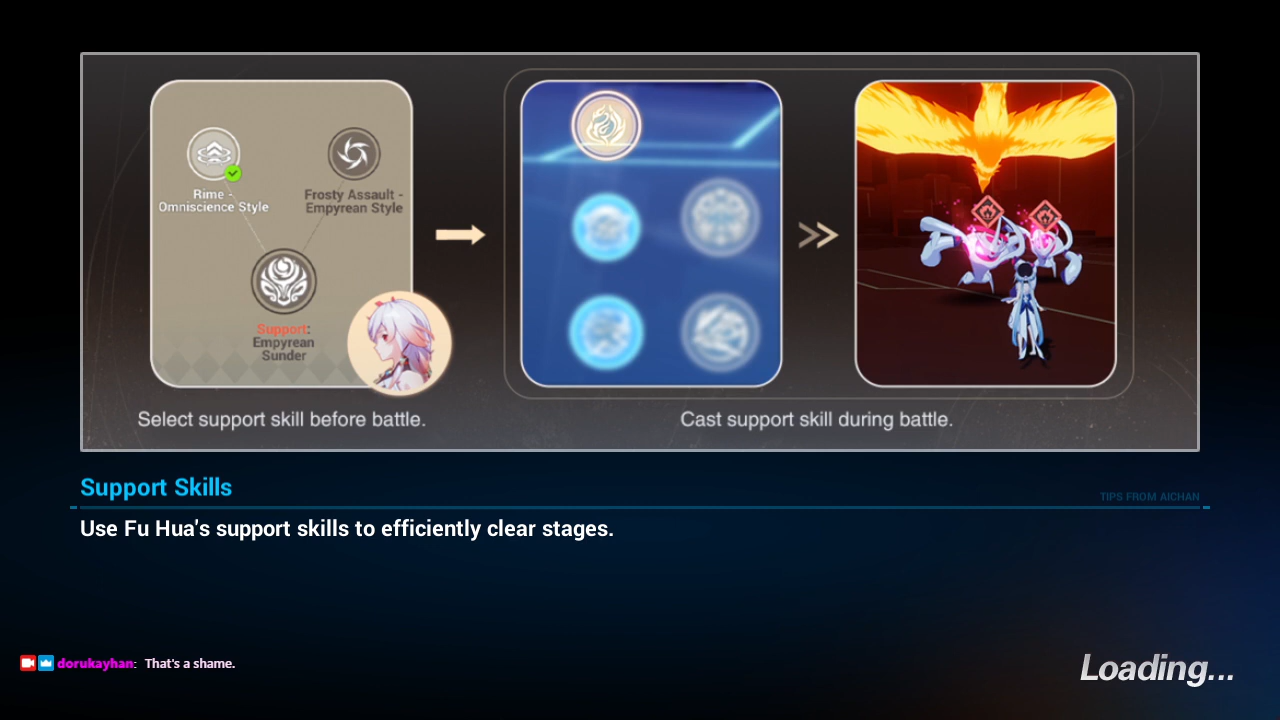 Rime -
Omniscience Style
Frosty Assault -
Empyrean Style
Support:
Empyrean
Sunder
Select support skill before battle.
Cast support skill during battle.
Support Skills
TIPS FROM AICHAN
Use Fu Hua's support skills to efficiently clear stages.
dorukayhan: That's a shame.
Loading...